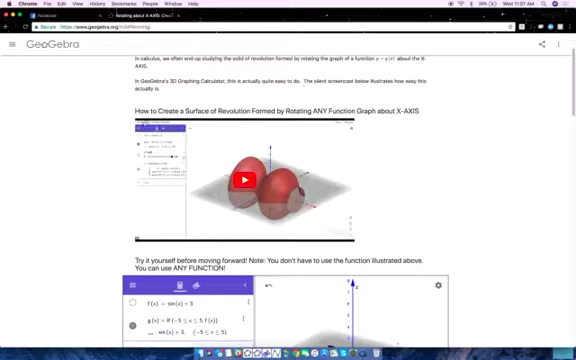 Chrome File Edit View History Bookmarks People Window Help
Wed 11:07 AM
Facebook
Rotating about X-AXIS
Secure
GeoGebra
In calculus, we often end up studying the solid of revolution formed by rotating the graph of a function y = f(x) about the X-
AXIS.
In GeoGebra's 3D Graphing Calculator, this is actually quite easy to do. The silent screencast below illustrates how easy this
actually is.
How to Create a Surface of Revolution Formed by Rotating ANY Function Graph about X-AXIS
Try it yourself before moving forward! Note: You don't have to use the function illustrated above.
You can use ANY FUNCTION!
f(x) = sin(x) + 3
g(x) = If(-5 ≤ x ≤ 5, f(x))
sin(x) + 3, (-5 ≤ x ≤ 5)